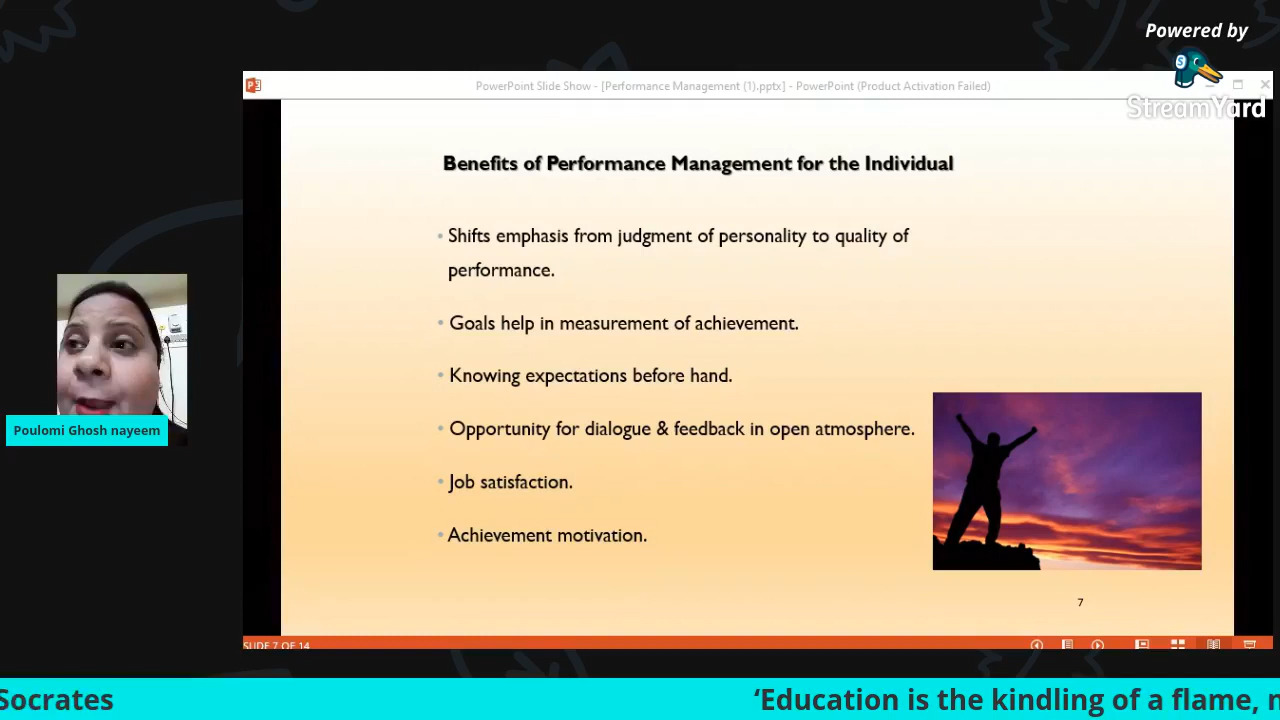 Powered by
StreamYard
PowerPoint Slide Show - [Performance Management (1).pptx] - PowerPoint (Product Activation Failed)
Benefits of Performance Management for the Individual
• Shifts emphasis from judgment of personality to quality of
performance.
• Goals help in measurement of achievement.
• Knowing expectations before hand.
• Opportunity for dialogue & feedback in open atmosphere.
• Job satisfaction.
• Achievement motivation.
7
SLIDE 7 OF 14
Poulomi Ghosh nayeem
Socrates
‘Education is the kindling of a flame,